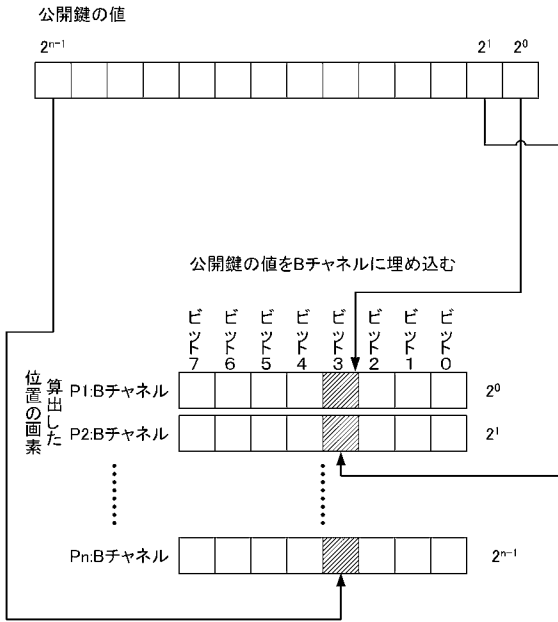 公開鍵の値
2ⁿ⁻¹ 2¹ 2⁰
公開鍵の値をBチャネルに埋め込む
ビット7 ビット6 ビット5 ビット4 ビット3 ビット2 ビット1 ビット0
算出した
位置の画素
P1:Bチャネル 2⁰
P2:Bチャネル 2¹
Pn:Bチャネル 2ⁿ⁻¹